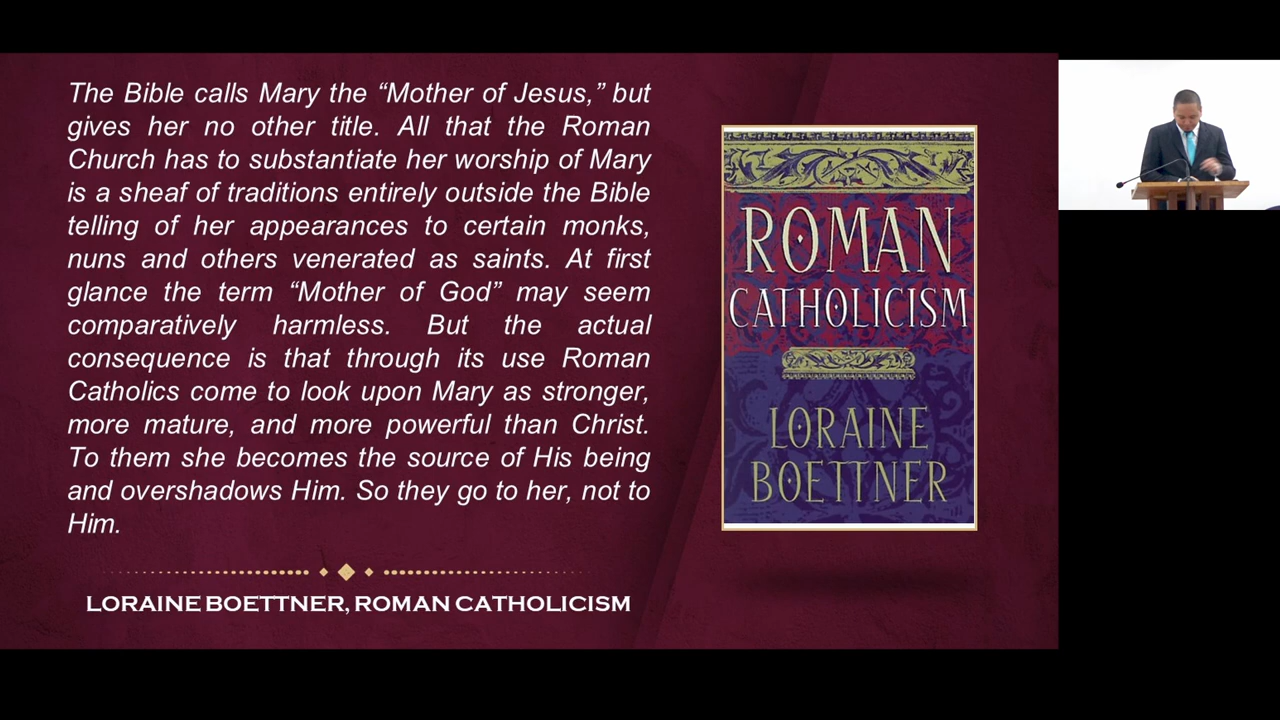 The Bible calls Mary the “Mother of Jesus,” but
gives her no other title. All that the Roman
Church has to substantiate her worship of Mary
is a sheaf of traditions entirely outside the Bible
telling of her appearances to certain monks,
nuns and others venerated as saints. At first
glance the term “Mother of God” may seem
comparatively harmless. But the actual
consequence is that through its use Roman
Catholics come to look upon Mary as stronger,
more mature, and more powerful than Christ.
To them she becomes the source of His being
and overshadows Him. So they go to her, not to
Him.
LORAINE BOETTNER, ROMAN CATHOLICISM
ROMAN
CATHOLICISM
LORAINE
BOETTNER